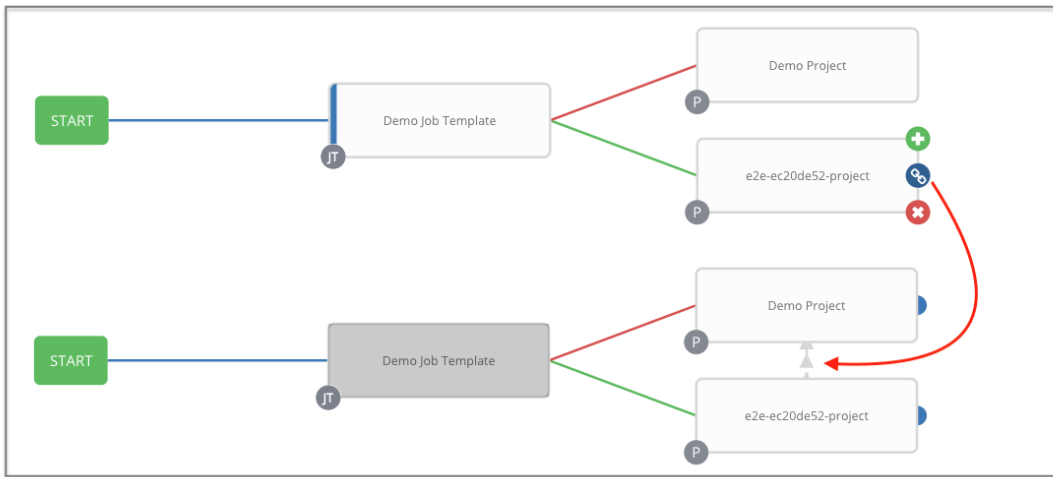 Demo Project
START
Demo Job Template
P
JT
e2e-ec20de52-project
P
Demo Project
START
Demo Job Template
P
JT
e2e-ec20de52-project
P